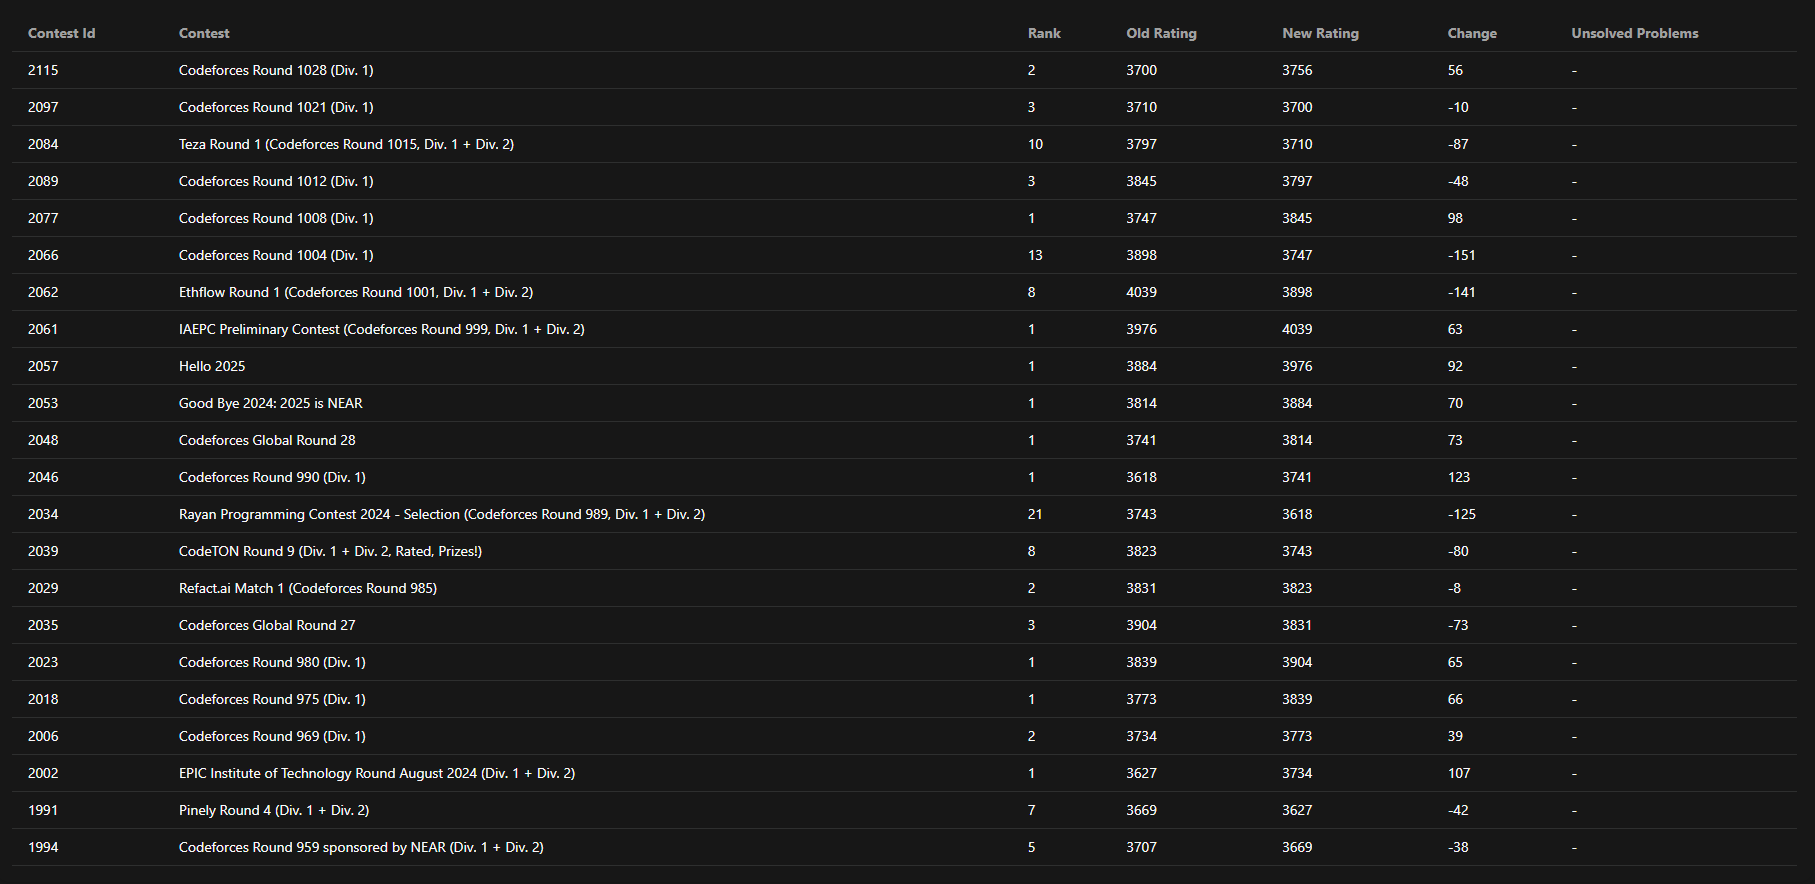 Contest Id Contest Rank Old Rating New Rating Change Unsolved Problems
2115 Codeforces Round 1028 (Div. 1) 2 3700 3756 56 -
2097 Codeforces Round 1021 (Div. 1) 3 3710 3700 -10 -
2084 Teza Round 1 (Codeforces Round 1015, Div. 1 + Div. 2) 10 3797 3710 -87 -
2089 Codeforces Round 1012 (Div. 1) 3 3845 3797 -48 -
2077 Codeforces Round 1008 (Div. 1) 1 3747 3845 98 -
2066 Codeforces Round 1004 (Div. 1) 13 3898 3747 -151 -
2062 Ethflow Round 1 (Codeforces Round 1001, Div. 1 + Div. 2) 8 4039 3898 -141 -
2061 IAEPC Preliminary Contest (Codeforces Round 999, Div. 1 + Div. 2) 1 3976 4039 63 -
2057 Hello 2025 1 3884 3976 92 -
2053 Good Bye 2024: 2025 is NEAR 1 3814 3884 70 -
2048 Codeforces Global Round 28 1 3741 3814 73 -
2046 Codeforces Round 990 (Div. 1) 1 3618 3741 123 -
2034 Rayan Programming Contest 2024 - Selection (Codeforces Round 989, Div. 1 + Div. 2) 21 3743 3618 -125 -
2039 CodeTON Round 9 (Div. 1 + Div. 2, Rated, Prizes!) 8 3823 3743 -80 -
2029 Refact.ai Match 1 (Codeforces Round 985) 2 3831 3823 -8 -
2035 Codeforces Global Round 27 3 3904 3831 -73 -
2023 Codeforces Round 980 (Div. 1) 1 3839 3904 65 -
2018 Codeforces Round 975 (Div. 1) 1 3773 3839 66 -
2006 Codeforces Round 969 (Div. 1) 2 3734 3773 39 -
2002 EPIC Institute of Technology Round August 2024 (Div. 1 + Div. 2) 1 3627 3734 107 -
1991 Pinely Round 4 (Div. 1 + Div. 2) 7 3669 3627 -42 -
1994 Codeforces Round 959 sponsored by NEAR (Div. 1 + Div. 2) 5 3707 3669 -38 -